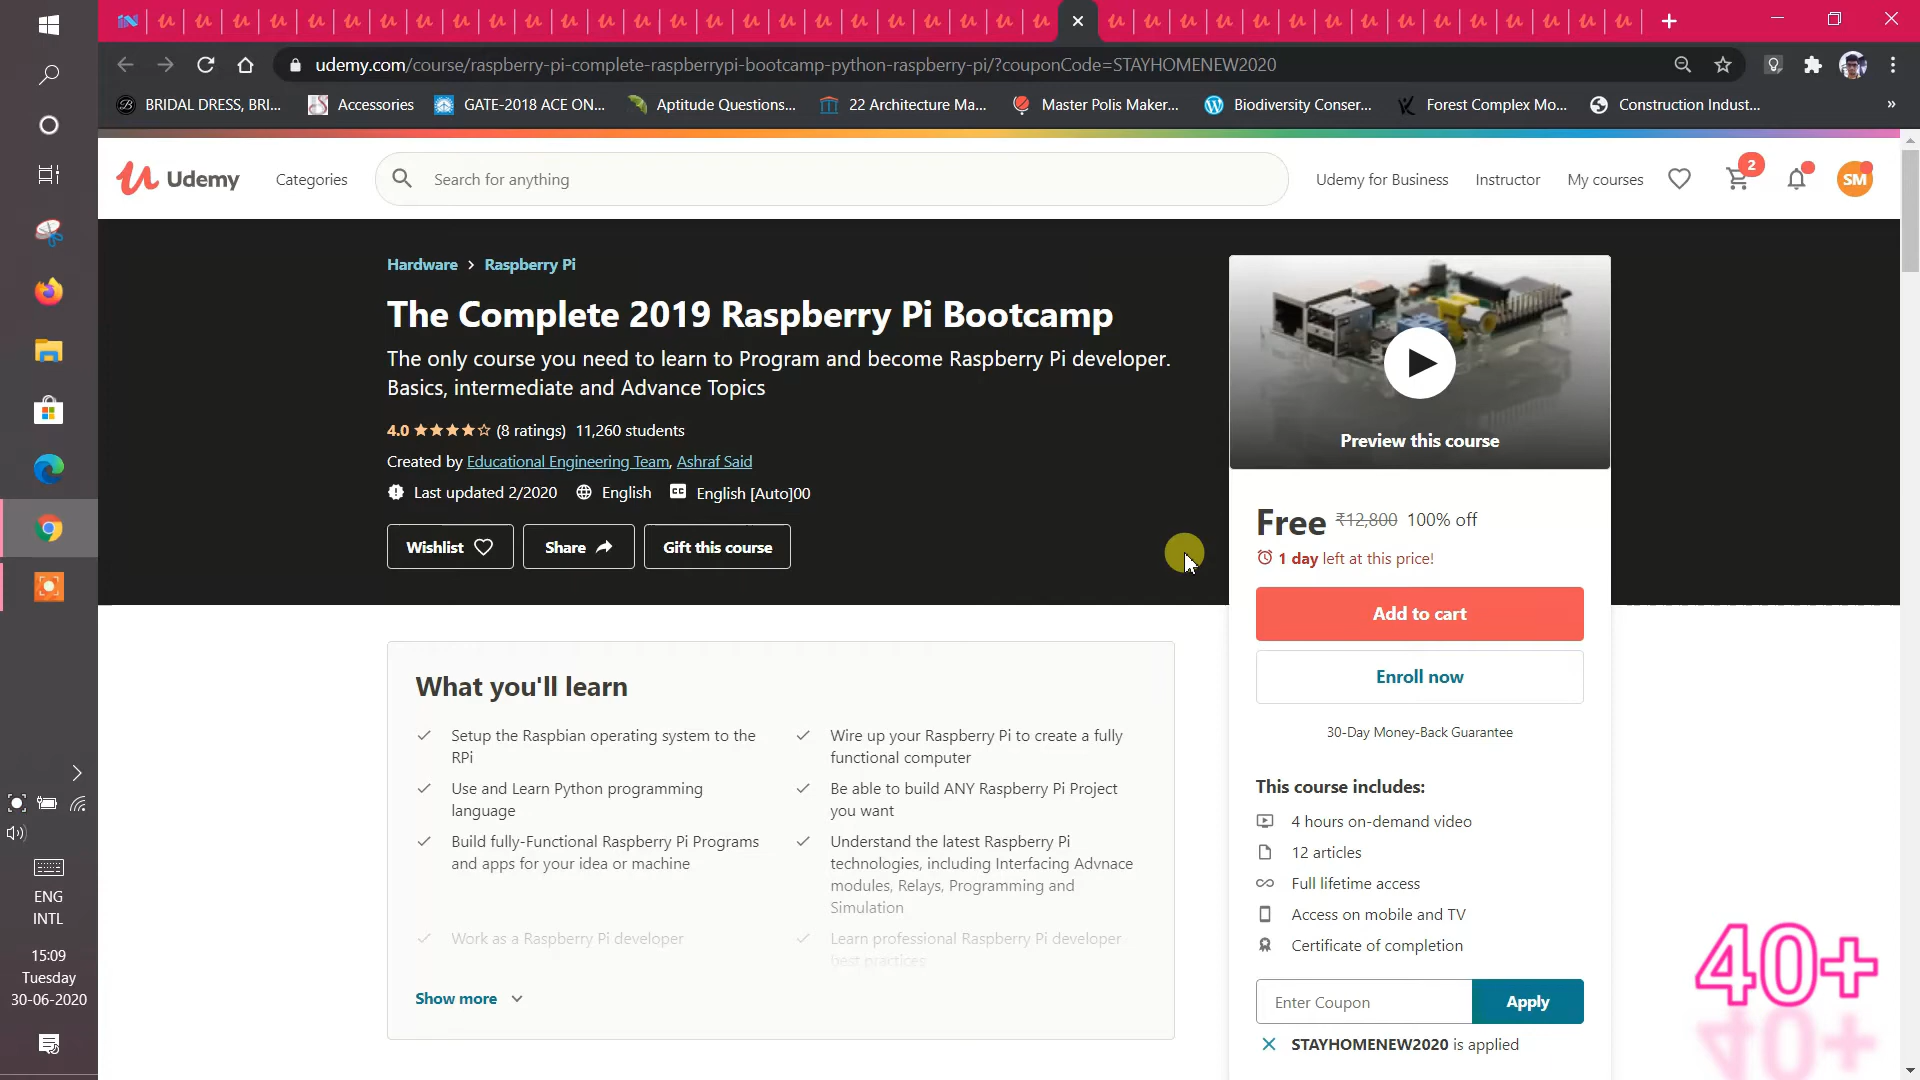 udemy.com/course/raspberry-pi-complete-raspberrypi-bootcamp-python-raspberry-pi/?couponCode=STAYHOMENEW2020
BRIDAL DRESS, BRI...
Accessories
GATE-2018 ACE ON...
Aptitude Questions...
22 Architecture Ma...
Master Polis Maker...
Biodiversity Conser...
Forest Complex Mo...
Construction Indust...
»
Udemy
Categories
Search for anything
Udemy for Business
Instructor
My courses
2
SM
Hardware > Raspberry Pi
The Complete 2019 Raspberry Pi Bootcamp
The only course you need to learn to Program and become Raspberry Pi developer.
Basics, intermediate and Advance Topics
4.0 (8 ratings) 11,260 students
Created by Educational Engineering Team, Ashraf Said
Last updated 2/2020 English CC English [Auto]00
Wishlist
Share
Gift this course
Preview this course
Free ₹12,800 100% off
1 day left at this price!
Add to cart
Enroll now
30-Day Money-Back Guarantee
This course includes:
4 hours on-demand video
12 articles
Full lifetime access
Access on mobile and TV
Certificate of completion
Enter Coupon
Apply
STAYHOMENEW2020 is applied
What you'll learn
Setup the Raspbian operating system to the
RPi
Use and Learn Python programming
language
Build fully-Functional Raspberry Pi Programs
and apps for your idea or machine
Work as a Raspberry Pi developer
Wire up your Raspberry Pi to create a fully
functional computer
Be able to build ANY Raspberry Pi Project
you want
Understand the latest Raspberry Pi
technologies, including Interfacing Advnace
modules, Relays, Programming and
Simulation
Learn professional Raspberry Pi developer
best practices
Show more
ENG
INTL
15:09
Tuesday
30-06-2020
40+